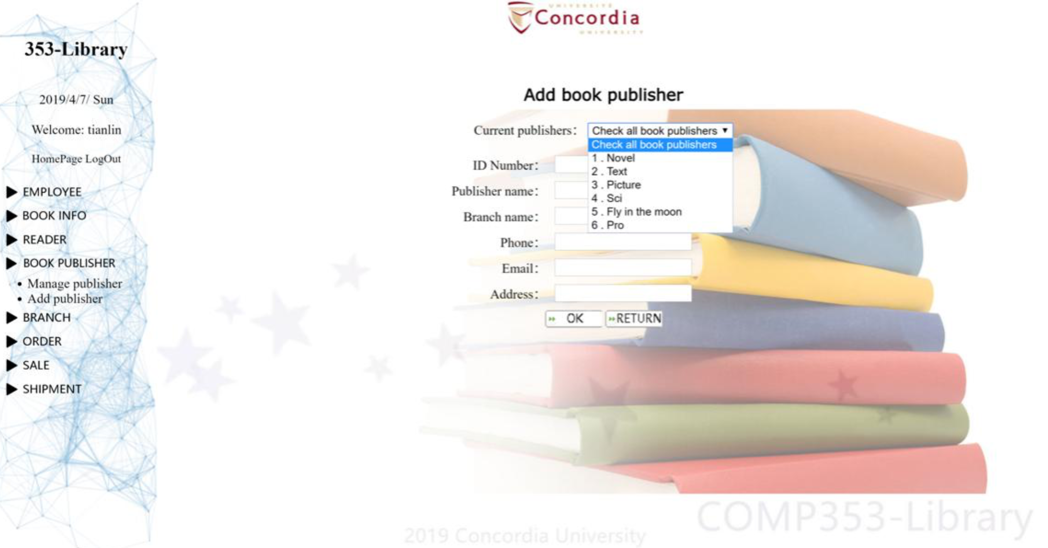 UNIVERSITÉ
Concordia
UNIVERSITY
353-Library
2019/4/7/ Sun
Welcome: tianlin
HomePage LogOut
EMPLOYEE
BOOK INFO
READER
BOOK PUBLISHER
Manage publisher
Add publisher
BRANCH
ORDER
SALE
SHIPMENT
Add book publisher
Current publishers: Check all book publishers
Check all book publishers
1 . Novel
2 . Text
3 . Picture
4 . Sci
5 . Fly in the moon
6 . Pro
ID Number:
Publisher name:
Branch name:
Phone:
Email:
Address:
OK RETURN
COMP353-Library
2019 Concordia University